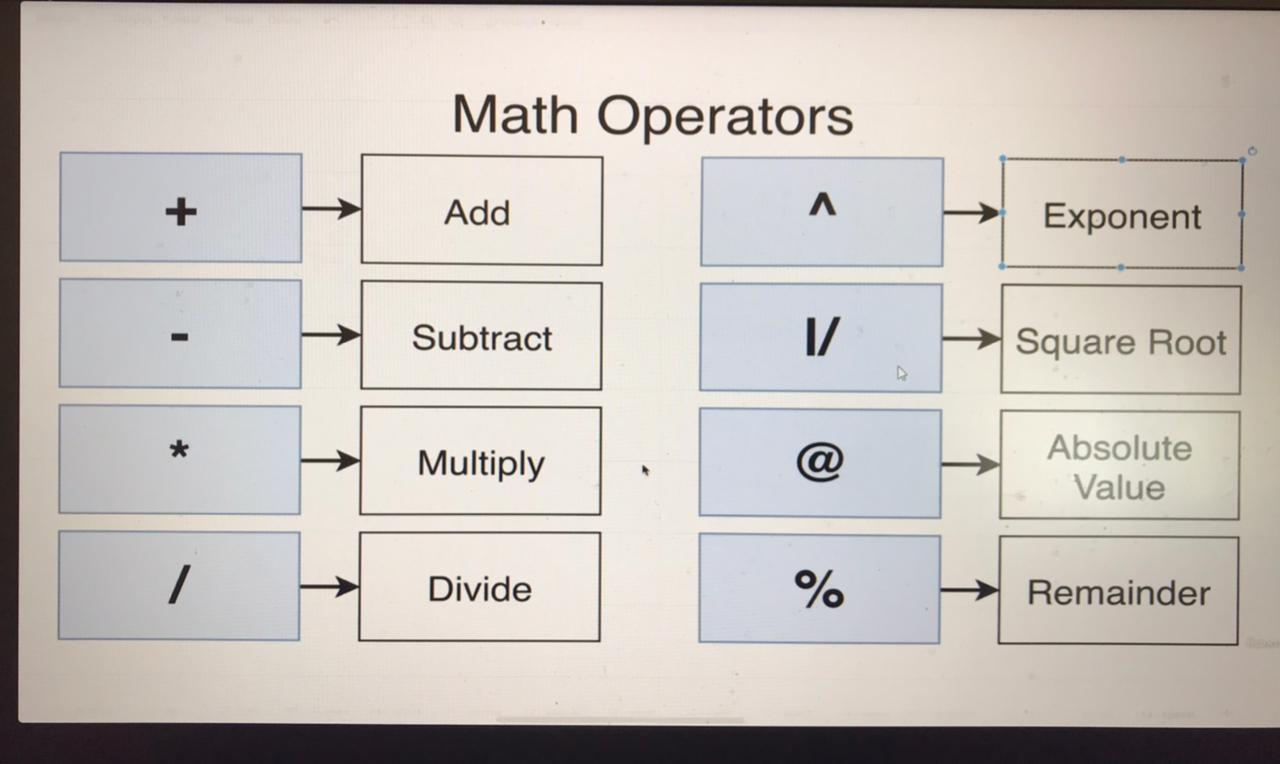 Math Operators
+ Add
- Subtract
* Multiply
/ Divide
^ Exponent
|/ Square Root
@ Absolute
Value
% Remainder